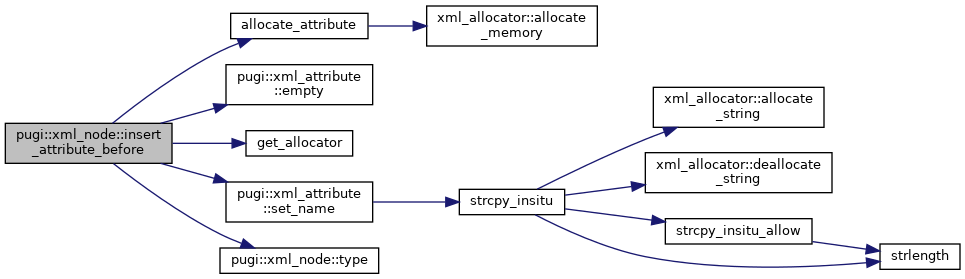 pugi::xml_node::insert
_attribute_before
allocate_attribute
xml_allocator::allocate
_memory
pugi::xml_attribute
::empty
get_allocator
pugi::xml_attribute
::set_name
pugi::xml_node::type
strcpy_insitu
xml_allocator::allocate
_string
xml_allocator::deallocate
_string
strcpy_insitu_allow
strlength